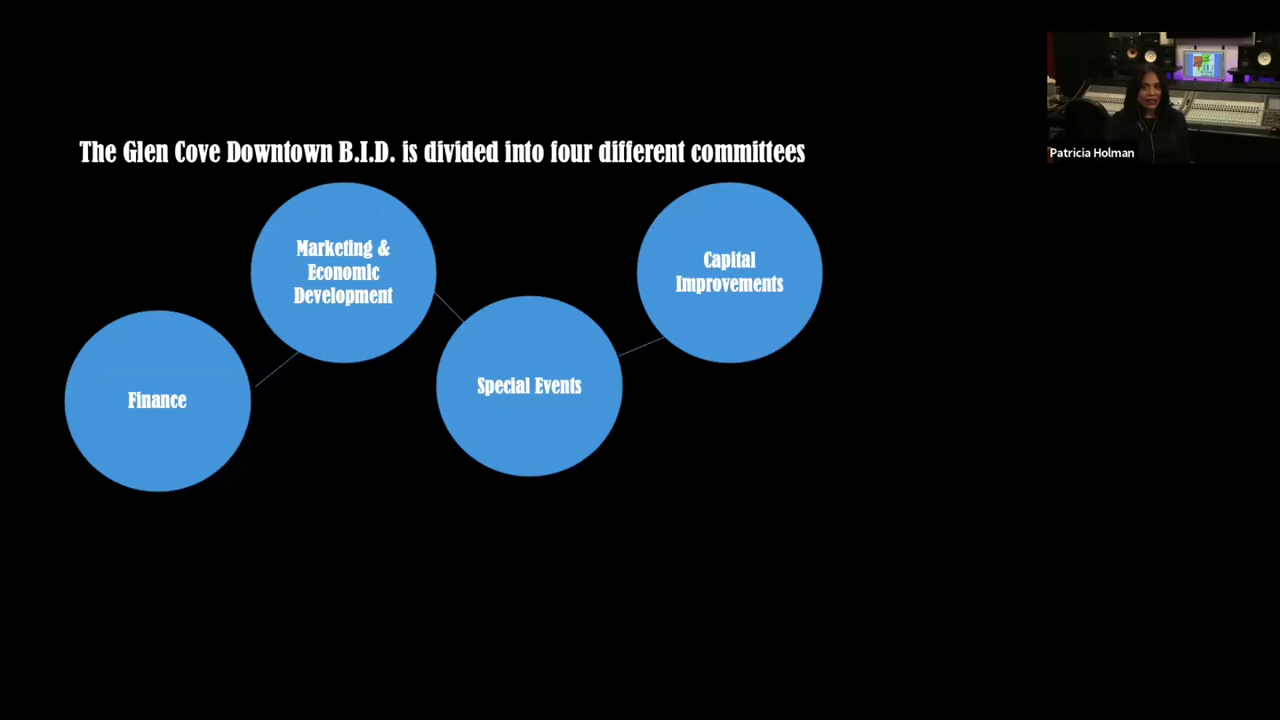 The Glen Cove Downtown B.I.D. is divided into four different committees
Marketing &
Economic
Development
Capital
Improvements
Finance
Special Events
Patricia Holman